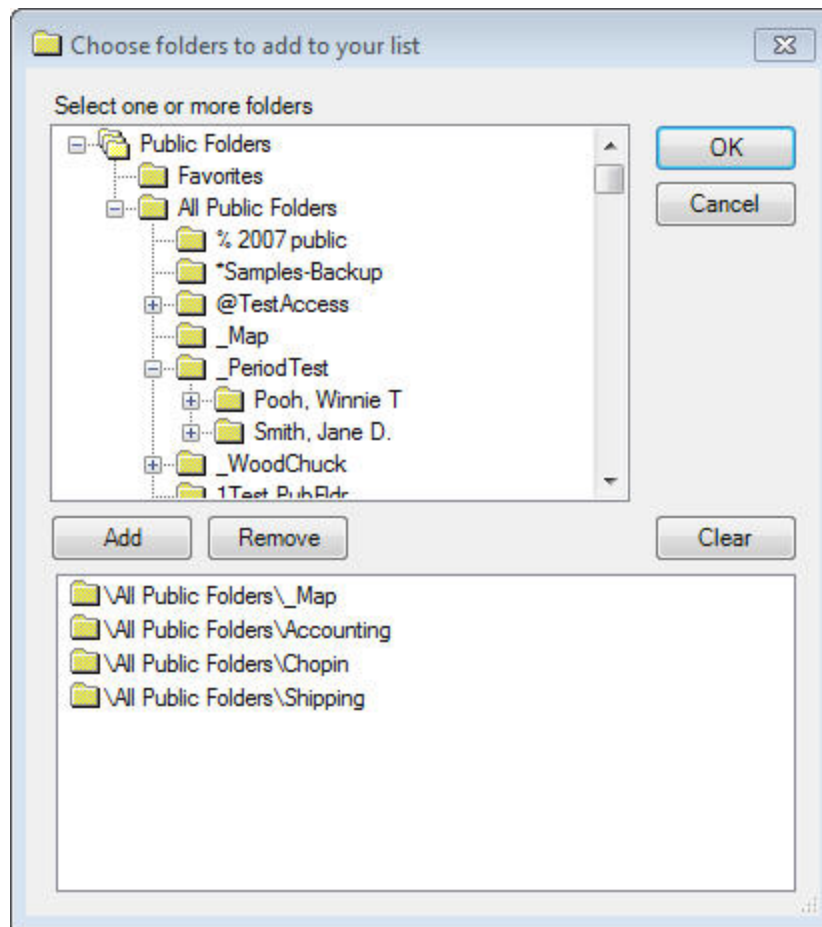 Choose folders to add to your list
Select one or more folders
Public Folders
Favorites
All Public Folders
% 2007 public
*Samples-Backup
@TestAccess
_Map
_PeriodTest
Pooh, Winnie T
Smith, Jane D.
_WoodChuck
1Test PubFldr
OK
Cancel
Add
Remove
Clear
\All Public Folders\_Map
\All Public Folders\Accounting
\All Public Folders\Chopin
\All Public Folders\Shipping